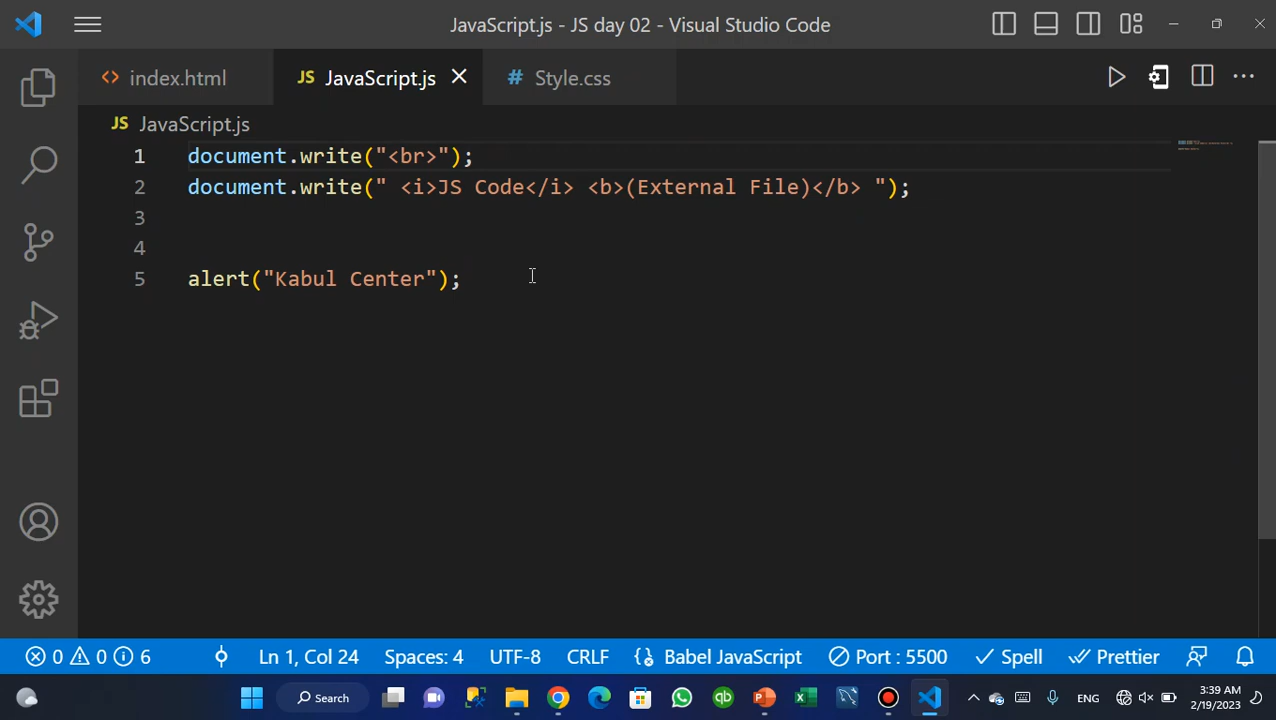 JavaScript.js - JS day 02 - Visual Studio Code
<> index.html
JS JavaScript.js
# Style.css
JS JavaScript.js
1 document.write("<br>");
2 document.write(" <i>JS Code</i> <b>(External File)</b> ");
3
4
5 alert("Kabul Center");
0 0 6
Ln 1, Col 24
Spaces: 4
UTF-8
CRLF
Babel JavaScript
Port : 5500
Spell
Prettier
Search
ENG
3:39 AM
2/19/2023